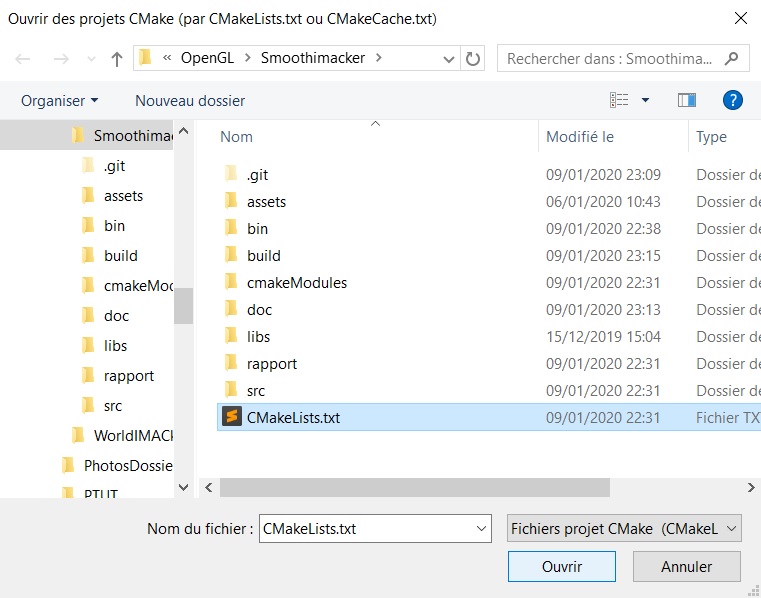 Ouvrir des projets CMake (par CMakeLists.txt ou CMakeCache.txt)
« OpenGL > Smoothimacker >
Rechercher dans : Smoothima...
Organiser
Nouveau dossier
?
Smoothimac
.git
assets
bin
build
cmakeMod
doc
libs
rapport
src
WorldIMACK
PhotosDossie
PTUT
Nom Modifié le Type
.git 09/01/2020 23:09 Dossier de
assets 06/01/2020 10:43 Dossier de
bin 09/01/2020 22:38 Dossier de
build 09/01/2020 23:15 Dossier de
cmakeModules 09/01/2020 22:31 Dossier de
doc 09/01/2020 23:13 Dossier de
libs 15/12/2019 15:04 Dossier de
rapport 09/01/2020 22:31 Dossier de
src 09/01/2020 22:31 Dossier de
CMakeLists.txt 09/01/2020 22:31 Fichier TX
Nom du fichier : CMakeLists.txt
Fichiers projet CMake (CMakeL
Ouvrir
Annuler